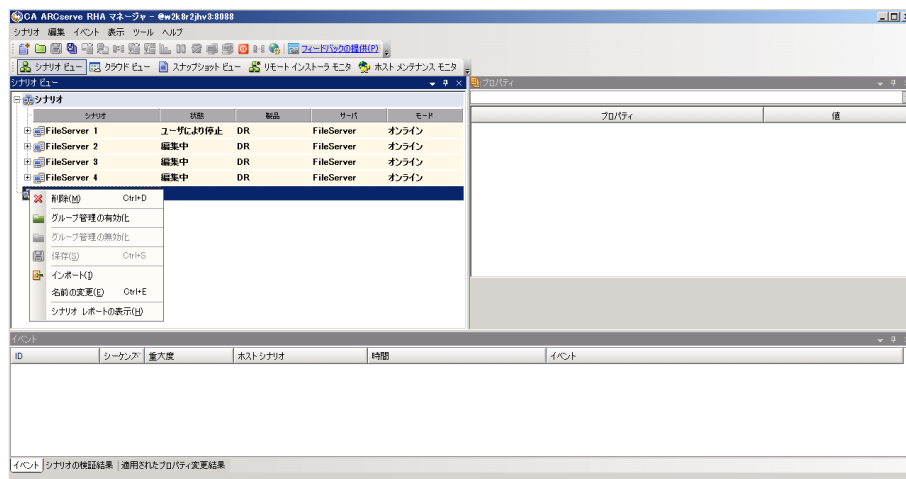 CA ARCserve RHA マネージャ - @w2k8r2jhv3:8088
シナリオ 編集 イベント 表示 ツール ヘルプ
フィードバックの提供(P)
シナリオ ビュー クラウド ビュー スナップショット ビュー リモート インストーラ モニタ ホスト メンテナンス モニタ
シナリオ ビュー
プロパティ
シナリオ
シナリオ 状態 製品 サーバ モード
プロパティ 値
FileServer 1 ユーザにより停止 DR FileServer オンライン
FileServer 2 編集中 DR FileServer オンライン
FileServer 3 編集中 DR FileServer オンライン
FileServer 4 編集中 DR FileServer オンライン
削除(M) Ctrl+D
グループ管理の有効化
グループ管理の無効化
保存(S) Ctrl+S
インポート(I)
名前の変更(E) Ctrl+E
シナリオ レポートの表示(H)
イベント
ID シーケンス 重大度 ホスト シナリオ 時間 イベント
イベント シナリオの検証結果 適用されたプロパティ変更結果